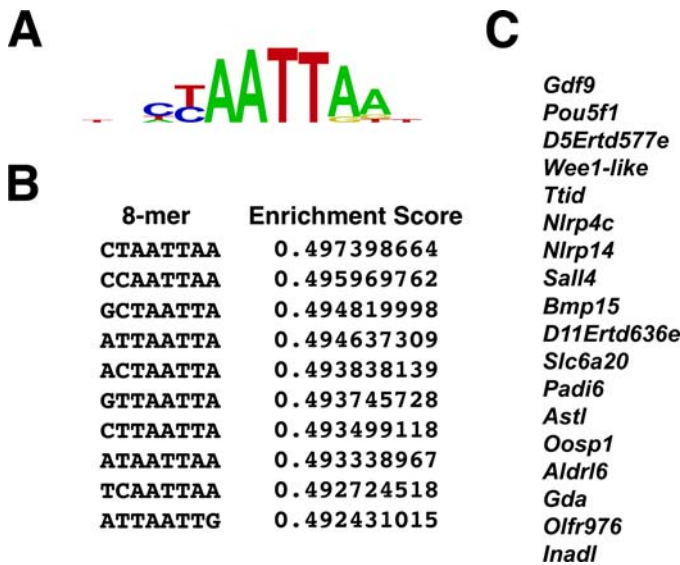 A
C
T C T A A T T A A
B
8-mer Enrichment Score
CTAATTAA 0.497398664
CCAATTAA 0.495969762
GCTAATTA 0.494819998
ATTAATTA 0.494637309
ACTAATTA 0.493838139
GTTAATTA 0.493745728
CTTAATTA 0.493499118
ATAATTAA 0.493338967
TCAATTAA 0.492724518
ATTAATTG 0.492431015
Gdf9
Pou5f1
D5Ertd577e
Wee1-like
Ttid
Nlrp4c
Nlrp14
Sall4
Bmp15
D11Ertd636e
Slc6a20
Padi6
Astl
Oosp1
Aldrl6
Gda
Olfr976
Inadl